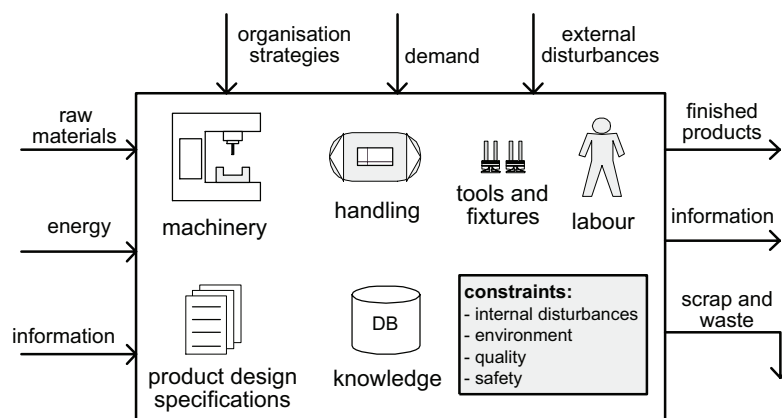 organisation
strategies
demand
external
disturbances
raw
materials
energy
information
machinery
handling
tools and
fixtures
labour
product design
specifications
DB
knowledge
constraints:
- internal disturbances
- environment
- quality
- safety
finished
products
information
scrap and
waste